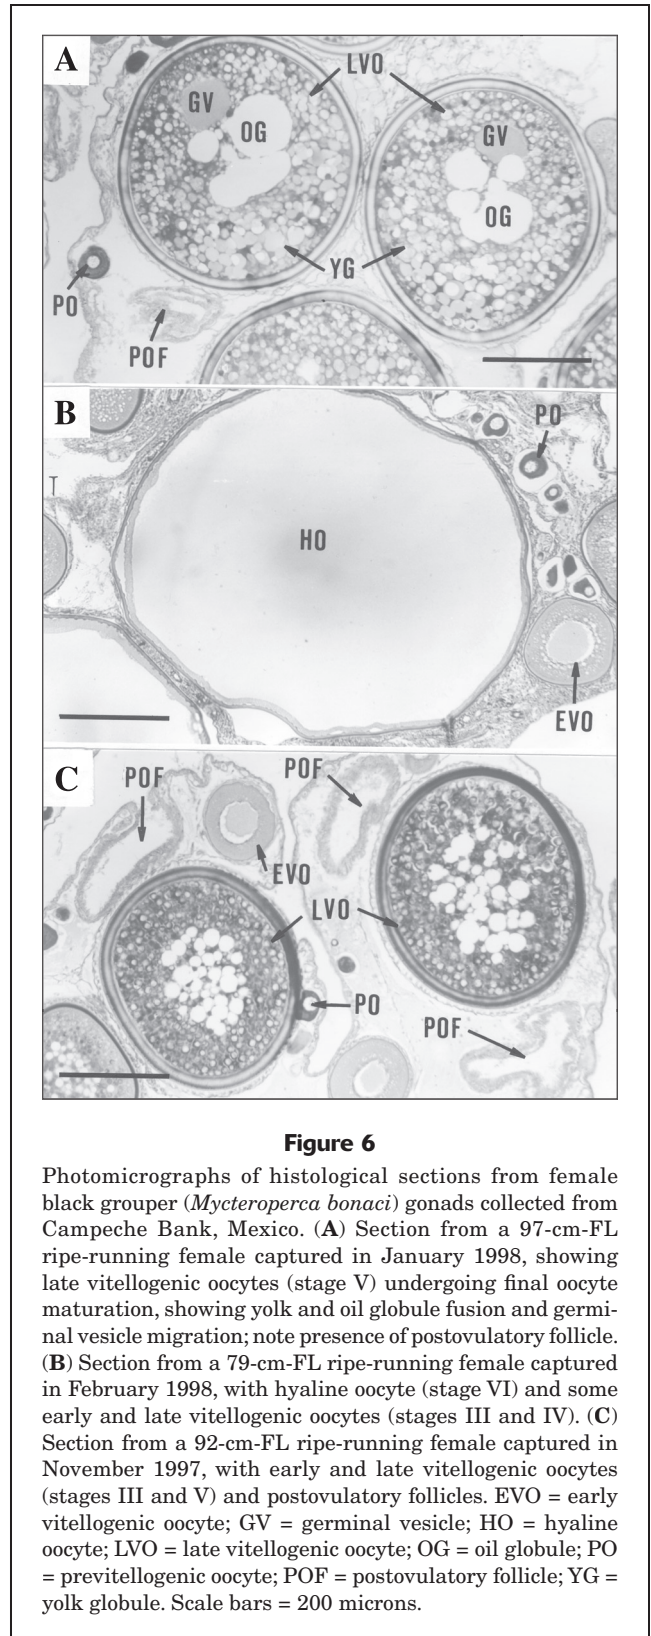 A
LVO
GV
OG
GV
OG
YG
PO
POF
B
PO
T
HO
EVO
C
POF
POF
EVO
LVO
PO
POF
Figure 6
Photomicrographs of histological sections from female
black grouper (Mycteroperca bonaci) gonads collected from
Campeche Bank, Mexico. (A) Section from a 97-cm-FL
ripe-running female captured in January 1998, showing
late vitellogenic oocytes (stage V) undergoing final oocyte
maturation, showing yolk and oil globule fusion and germi-
nal vesicle migration; note presence of postovulatory follicle.
(B) Section from a 79-cm-FL ripe-running female captured
in February 1998, with hyaline oocyte (stage VI) and some
early and late vitellogenic oocytes (stages III and IV). (C)
Section from a 92-cm-FL ripe-running female captured in
November 1997, with early and late vitellogenic oocytes
(stages III and V) and postovulatory follicles. EVO = early
vitellogenic oocyte; GV = germinal vesicle; HO = hyaline
oocyte; LVO = late vitellogenic oocyte; OG = oil globule; PO
= previtellogenic oocyte; POF = postovulatory follicle; YG =
yolk globule. Scale bars = 200 microns.